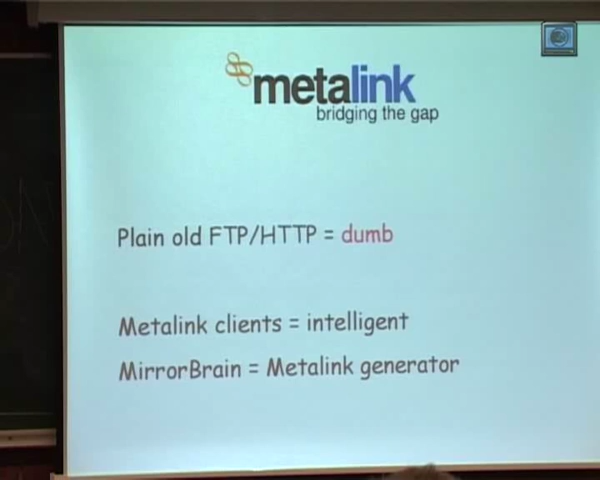 metalink
bridging the gap
Plain old FTP/HTTP = dumb
Metalink clients = intelligent
MirrorBrain = Metalink generator